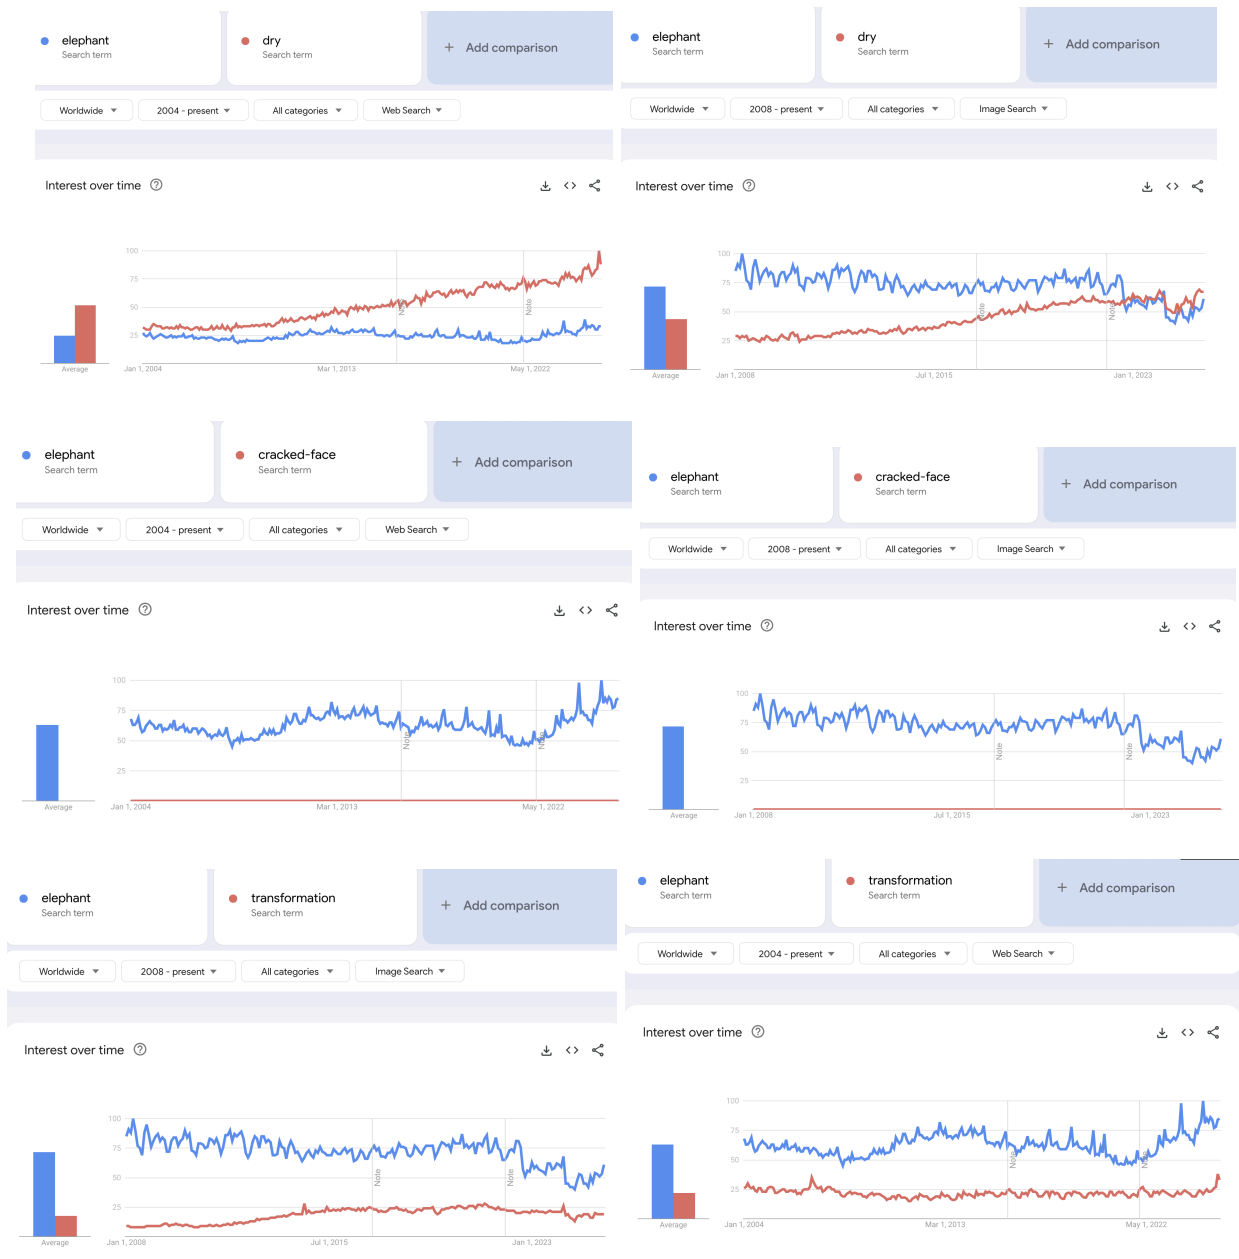 elephant
Search term
dry
Search term
+ Add comparison
Worldwide
2004 - present
All categories
Web Search
Interest over time
100
75
50
25
Note
Note
Average
Jan 1, 2004
Mar 1, 2013
May 1, 2022
elephant
Search term
dry
Search term
+ Add comparison
Worldwide
2008 - present
All categories
Image Search
Interest over time
100
75
50
25
Note
Note
Average
Jan 1, 2008
Jul 1, 2015
Jan 1, 2023
elephant
Search term
cracked-face
Search term
+ Add comparison
Worldwide
2004 - present
All categories
Web Search
Interest over time
100
75
50
25
Note
Note
Average
Jan 1, 2004
Mar 1, 2013
May 1, 2022
elephant
Search term
cracked-face
Search term
+ Add comparison
Worldwide
2008 - present
All categories
Image Search
Interest over time
100
75
50
25
Note
Note
Average
Jan 1, 2008
Jul 1, 2015
Jan 1, 2023
elephant
Search term
transformation
Search term
+ Add comparison
Worldwide
2008 - present
All categories
Image Search
Interest over time
100
75
50
25
Note
Note
Average
Jan 1, 2008
Jul 1, 2015
Jan 1, 2023
elephant
Search term
transformation
Search term
+ Add comparison
Worldwide
2004 - present
All categories
Web Search
Interest over time
100
75
50
25
Note
Note
Average
Jan 1, 2004
Mar 1, 2013
May 1, 2022